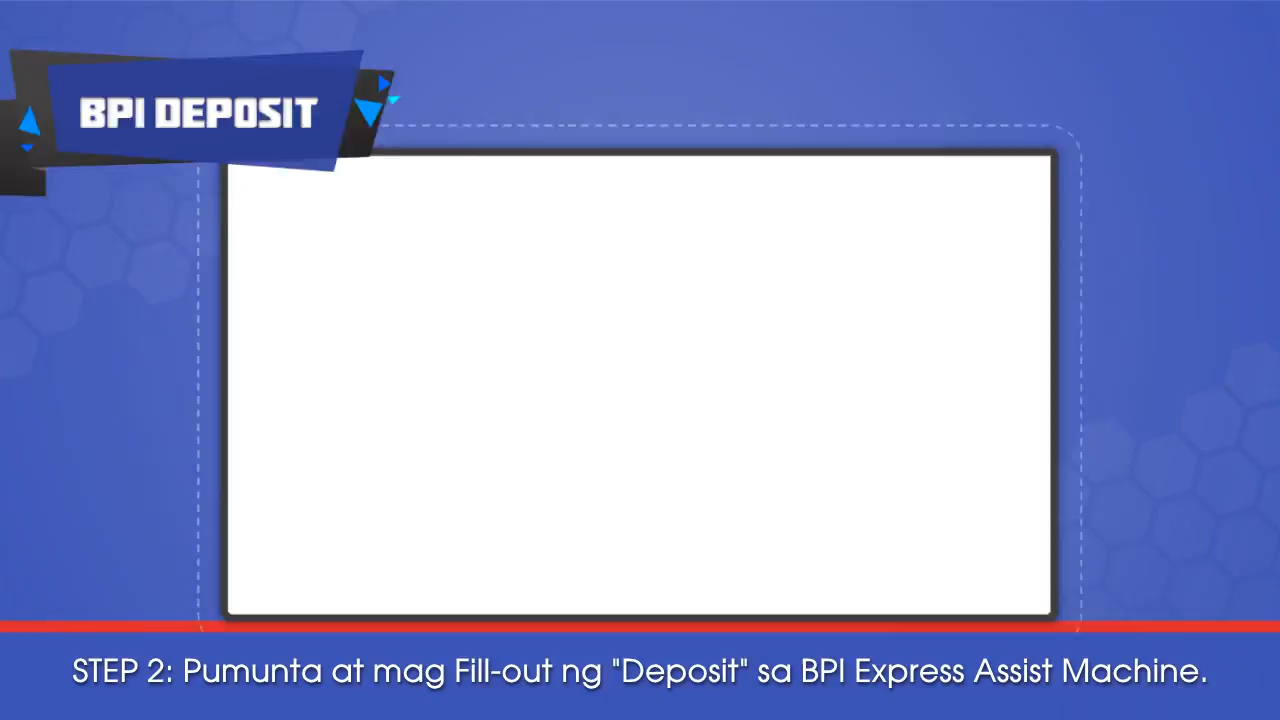 BPI DEPOSIT
STEP 2: Pumunta at mag Fill-out ng "Deposit" sa BPI Express Assist Machine.